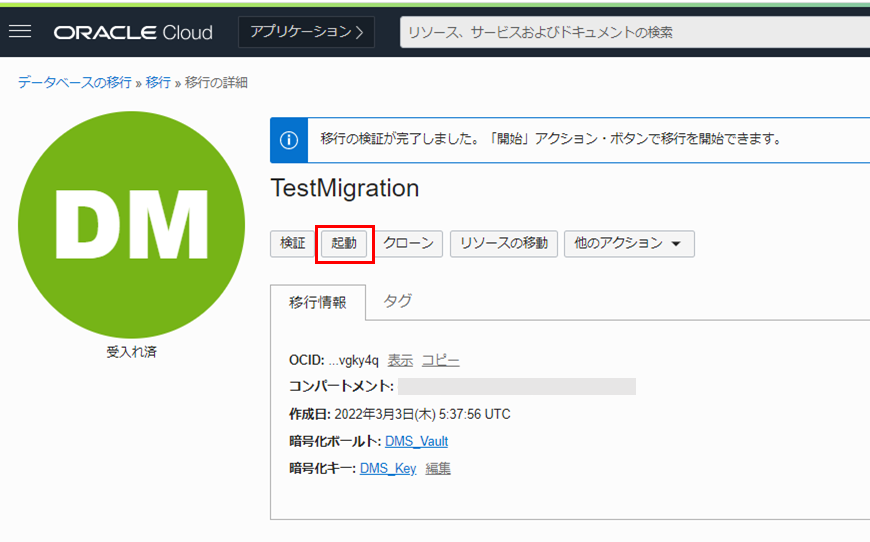 ORACLE Cloud
アプリケーション
リソース、サービスおよびドキュメントの検索
データベースの移行 » 移行 » 移行の詳細
DM
受入れ済
移行の検証が完了しました。「開始」アクション・ボタンで移行を開始できます。
TestMigration
検証 起動 クローン リソースの移動 他のアクション
移行情報 タグ
OCID: ...vgky4q 表示 コピー
コンパートメント:
作成日: 2022年3月3日(木) 5:37:56 UTC
暗号化ボールト: DMS_Vault
暗号化キー: DMS_Key 編集